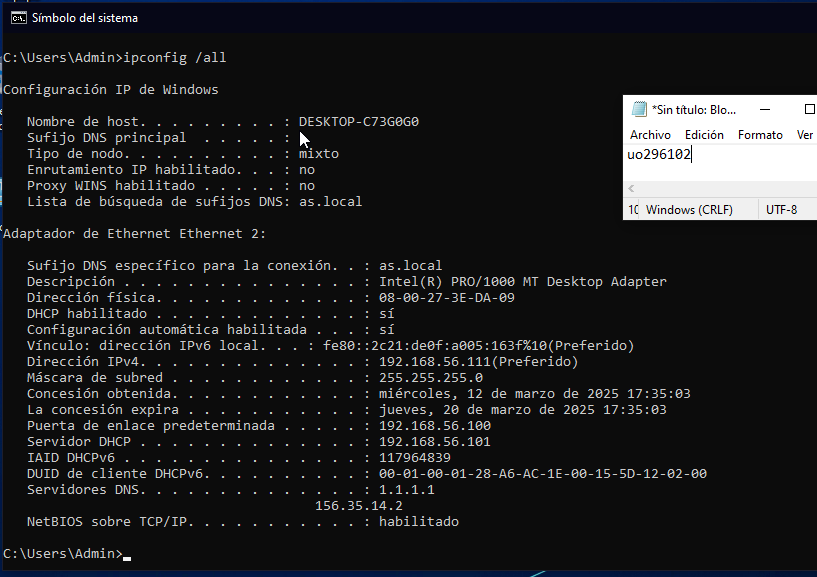 Símbolo del sistema
C:\Users\Admin>ipconfig /all
Configuración IP de Windows
Nombre de host. . . . . . . . . : DESKTOP-C73G0G0
Sufijo DNS principal  . . . . . :
Tipo de nodo. . . . . . . . . . : mixto
Enrutamiento IP habilitado. . . : no
Proxy WINS habilitado . . . . . : no
Lista de búsqueda de sufijos DNS: as.local
Adaptador de Ethernet Ethernet 2:
Sufijo DNS específico para la conexión. . : as.local
Descripción . . . . . . . . . . . . . . . : Intel(R) PRO/1000 MT Desktop Adapter
Dirección física. . . . . . . . . . . . . : 08-00-27-3E-DA-09
DHCP habilitado . . . . . . . . . . . . . : sí
Configuración automática habilitada . . . : sí
Vínculo: dirección IPv6 local. . . : fe80::2c21:de0f:a005:163f%10(Preferido)
Dirección IPv4. . . . . . . . . . . . . . : 192.168.56.111(Preferido)
Máscara de subred . . . . . . . . . . . . : 255.255.255.0
Concesión obtenida. . . . . . . . . . . . : miércoles, 12 de marzo de 2025 17:35:03
La concesión expira . . . . . . . . . . . : jueves, 20 de marzo de 2025 17:35:03
Puerta de enlace predeterminada . . . . . : 192.168.56.100
Servidor DHCP . . . . . . . . . . . . . . : 192.168.56.101
IAID DHCPv6 . . . . . . . . . . . . . . . : 117964839
DUID de cliente DHCPv6. . . . . . . . . . : 00-01-00-01-28-A6-AC-1E-00-15-5D-12-02-00
Servidores DNS. . . . . . . . . . . . . . : 1.1.1.1
156.35.14.2
NetBIOS sobre TCP/IP. . . . . . . . . . . : habilitado
C:\Users\Admin>
*Sin título: Blo...
Archivo Edición Formato Ver
uo296102
10 Windows (CRLF) UTF-8